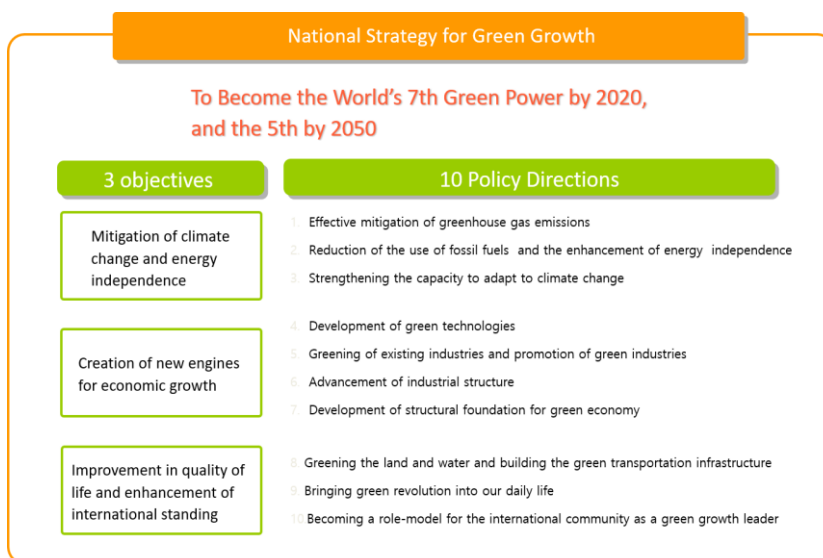 National Strategy for Green Growth
To Become the World's 7th Green Power by 2020,
and the 5th by 2050
3 objectives
10 Policy Directions
Mitigation of climate
change and energy
independence
1. Effective mitigation of greenhouse gas emissions
2. Reduction of the use of fossil fuels and the enhancement of energy independence
3. Strengthening the capacity to adapt to climate change
Creation of new engines
for economic growth
4. Development of green technologies
5. Greening of existing industries and promotion of green industries
6. Advancement of industrial structure
7. Development of structural foundation for green economy
Improvement in quality of
life and enhancement of
international standing
8. Greening the land and water and building the green transportation infrastructure
9. Bringing green revolution into our daily life
10. Becoming a role-model for the international community as a green growth leader